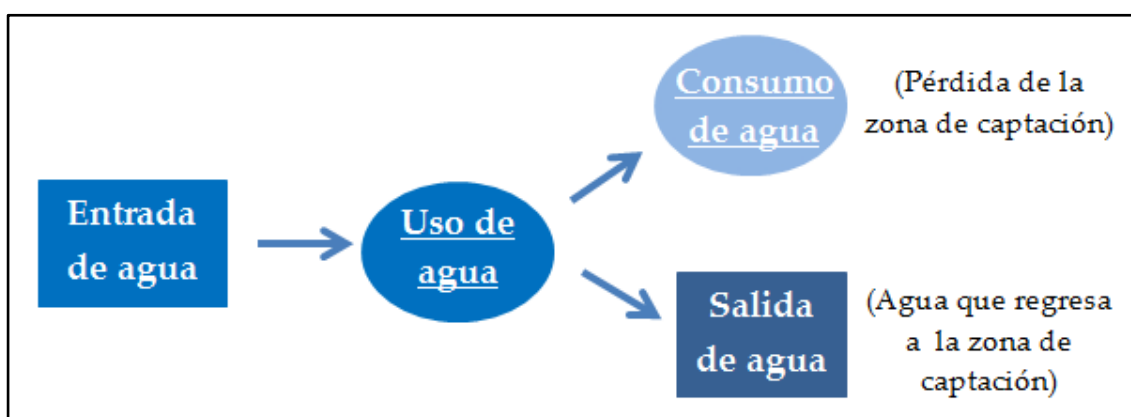 Entrada
de agua
Uso de
agua
Consumo
de agua
(Pérdida de la
zona de captación)
Salida
de agua
(Agua que regresa
a la zona de
captación)